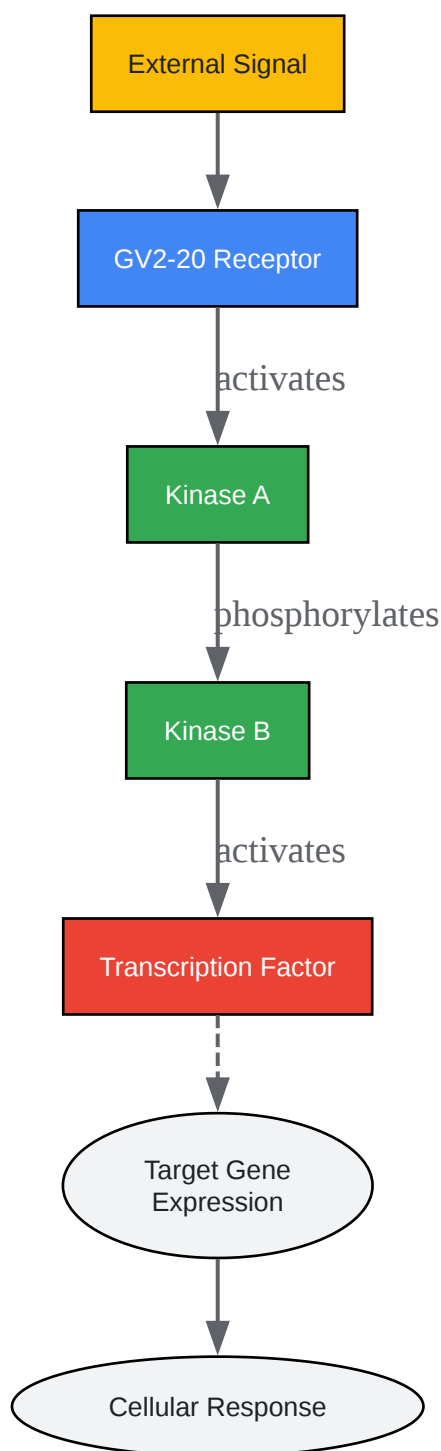 External Signal
GV2-20 Receptor
activates
Kinase A
phosphorylates
Kinase B
activates
Transcription Factor
Target Gene
Expression
Cellular Response